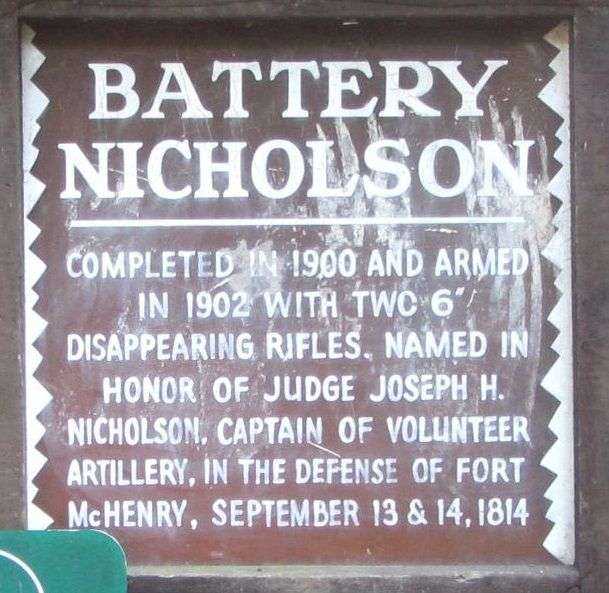 BATTERY
NICHOLSON
COMPLETED IN 1900 AND ARMED
IN 1902 WITH TWO 6"
DISAPPEARING RIFLES. NAMED IN
HONOR OF JUDGE JOSEPH H.
NICHOLSON, CAPTAIN OF VOLUNTEER
ARTILLERY, IN THE DEFENSE OF FORT
McHENRY, SEPTEMBER 13 & 14, 1814